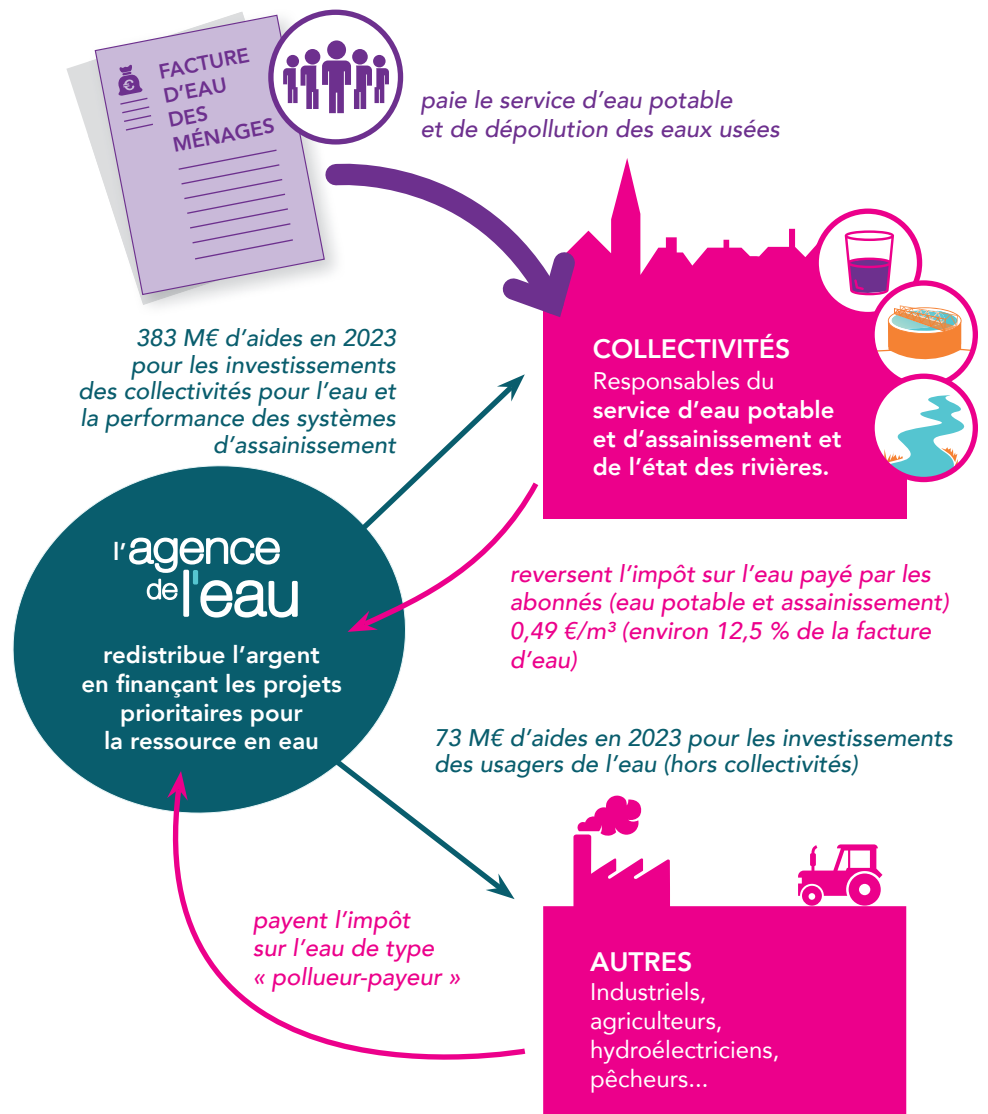 FACTURE
D'EAU
DES
MÉNAGES
paie le service d'eau potable
et de dépollution des eaux usées
383 M€ d'aides en 2023
pour les investissements
des collectivités pour l'eau et
la performance des systèmes
d'assainissement
COLLECTIVITÉS
Responsables du
service d'eau potable
et d'assainissement et
de l'état des rivières.
l'agence
de l'eau
redistribue l'argent
en finançant les projets
prioritaires pour
la ressource en eau
reversent l'impôt sur l'eau payé par les
abonnés (eau potable et assainissement)
0,49 €/m³ (environ 12,5 % de la facture
d'eau)
73 M€ d'aides en 2023 pour les investissements
des usagers de l'eau (hors collectivités)
payent l'impôt
sur l'eau de type
« pollueur-payeur »
AUTRES
Industriels,
agriculteurs,
hydroélectriciens,
pêcheurs...